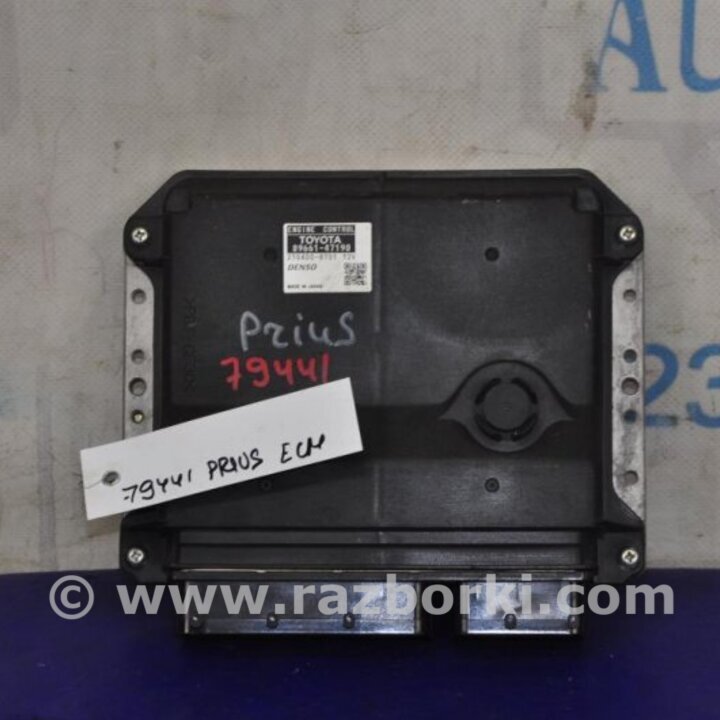 AU
ENGINE CONTROL
TOYOTA
89661-47190
12V
DENSO
MADE IN JAPAN
Prius
79441
23
79441 PRIUS ECM
© www.razborki.com